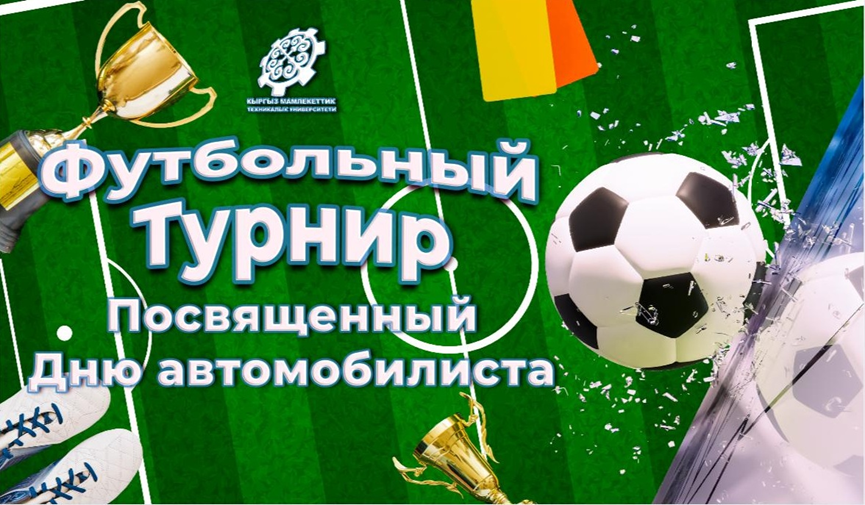 КЫРГЫЗ МАМЛЕКЕТТИК
ТЕХНИКАЛЫК УНИВЕРСИТЕТИ
Футбольный
Турнир
Посвященный
Дню автомобилиста